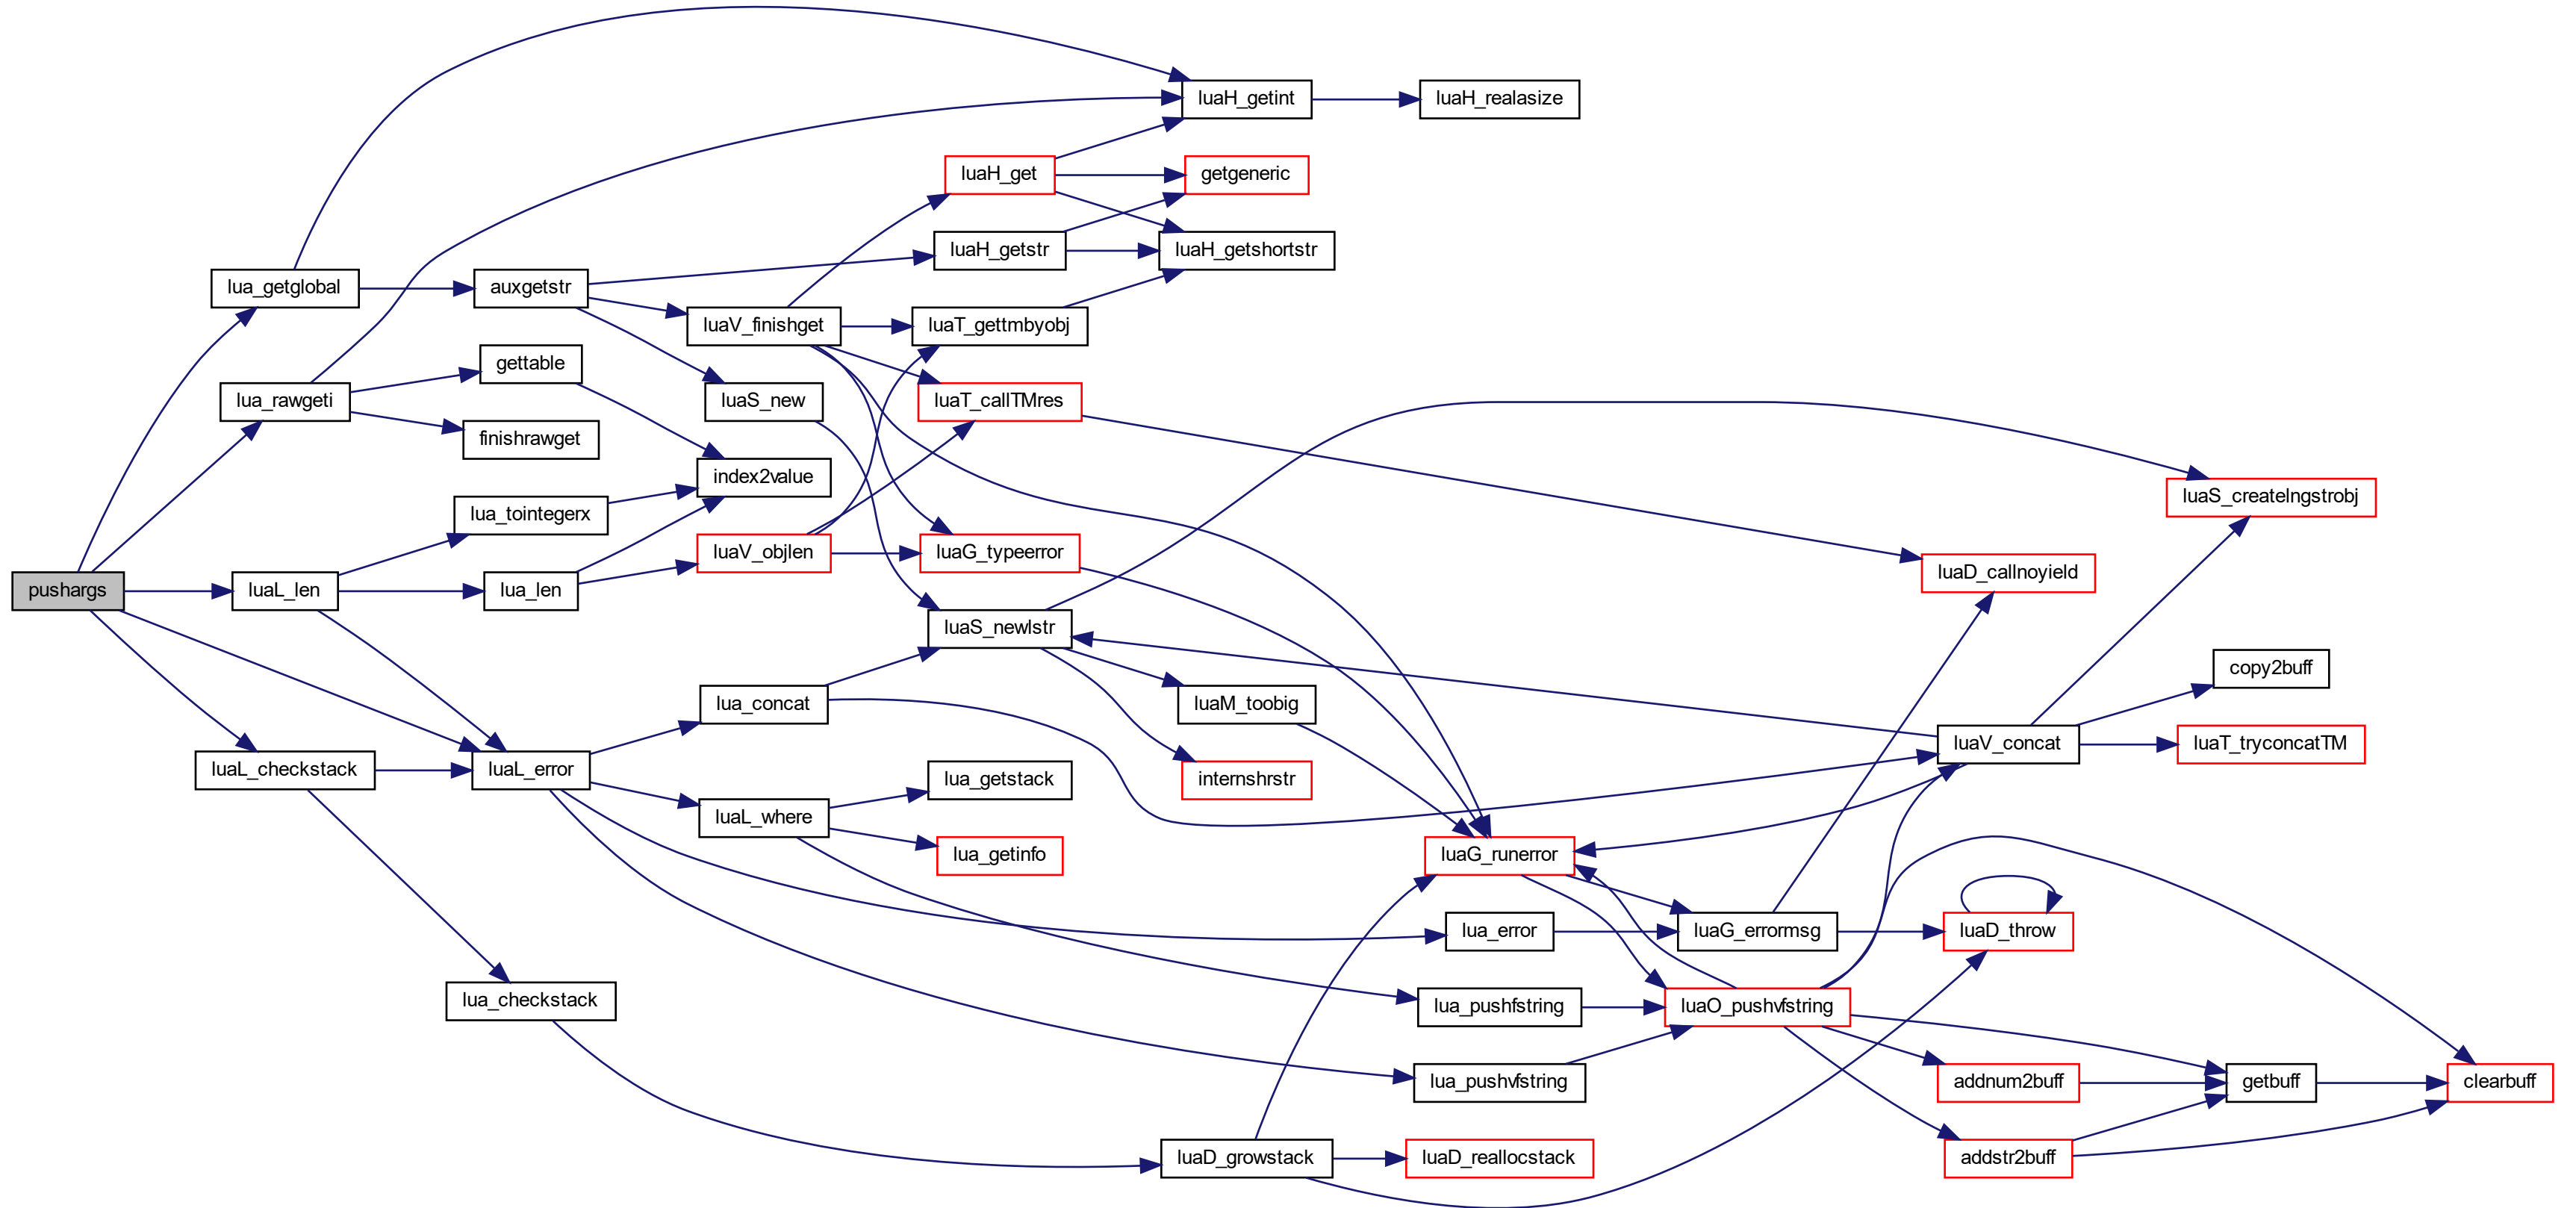 luaH_getint
luaH_realasize
luaH_get
getgeneric
luaH_getstr
luaH_getshortstr
lua_getglobal
auxgetstr
luaV_finishget
luaT_gettmbyobj
gettable
lua_rawgeti
luaS_new
luaT_callTMres
finishrawget
index2value
lua_tointegerx
luaS_createlngstrobj
luaV_objlen
luaG_typeerror
luaD_callnoyield
pushargs
luaL_len
lua_len
luaS_newlstr
copy2buff
lua_concat
luaM_toobig
luaV_concat
luaT_tryconcatTM
luaL_checkstack
luaL_error
lua_getstack
internshrstr
luaL_where
lua_getinfo
luaG_runerror
lua_error
luaG_errormsg
luaD_throw
lua_checkstack
lua_pushfstring
luaO_pushvfstring
lua_pushvfstring
addnum2buff
getbuff
clearbuff
luaD_growstack
luaD_reallocstack
addstr2buff